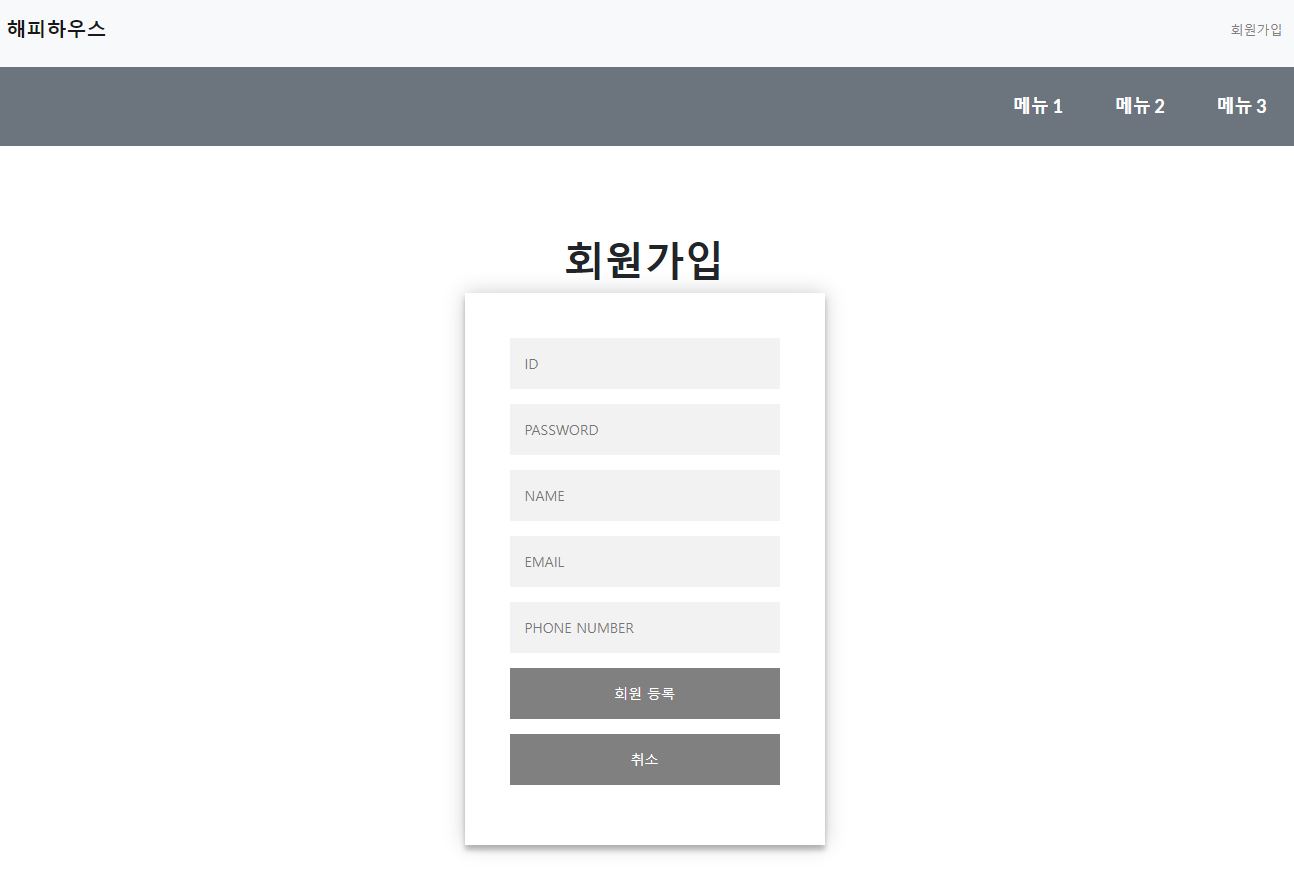 해피하우스
회원가입
메뉴 1 메뉴 2 메뉴 3
회원가입
ID
PASSWORD
NAME
EMAIL
PHONE NUMBER
회원 등록
취소